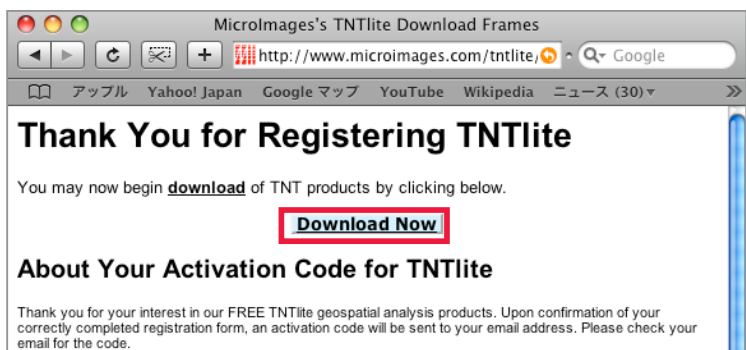 MicroImages's TNTlite Download Frames
http://www.microimages.com/tntlite/ Google
アップル Yahoo! Japan Google マップ YouTube Wikipedia ニュース (30)▼ »
Thank You for Registering TNTlite
You may now begin download of TNT products by clicking below.
Download Now
About Your Activation Code for TNTlite
Thank you for your interest in our FREE TNTlite geospatial analysis products. Upon confirmation of your
correctly completed registration form, an activation code will be sent to your email address. Please check your
email for the code.